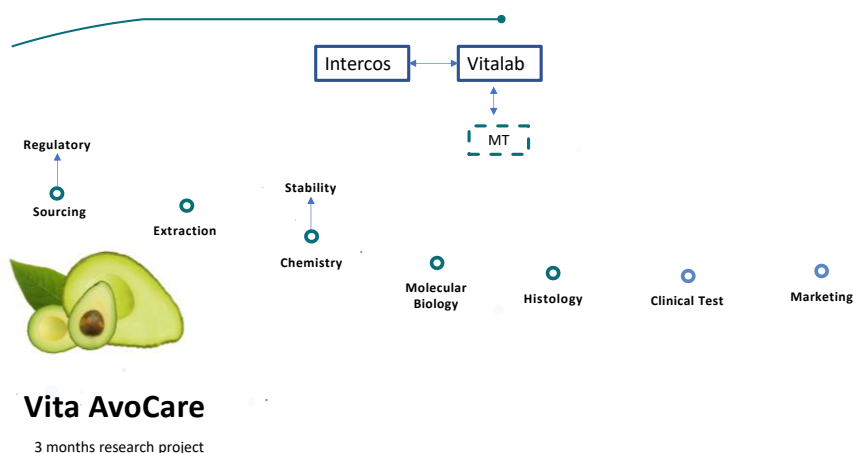 Intercos
Vitalab
MT
Regulatory
Sourcing
Extraction
Stability
Chemistry
Molecular
Biology
Histology
Clinical Test
Marketing
Vita AvoCare
3 months research project